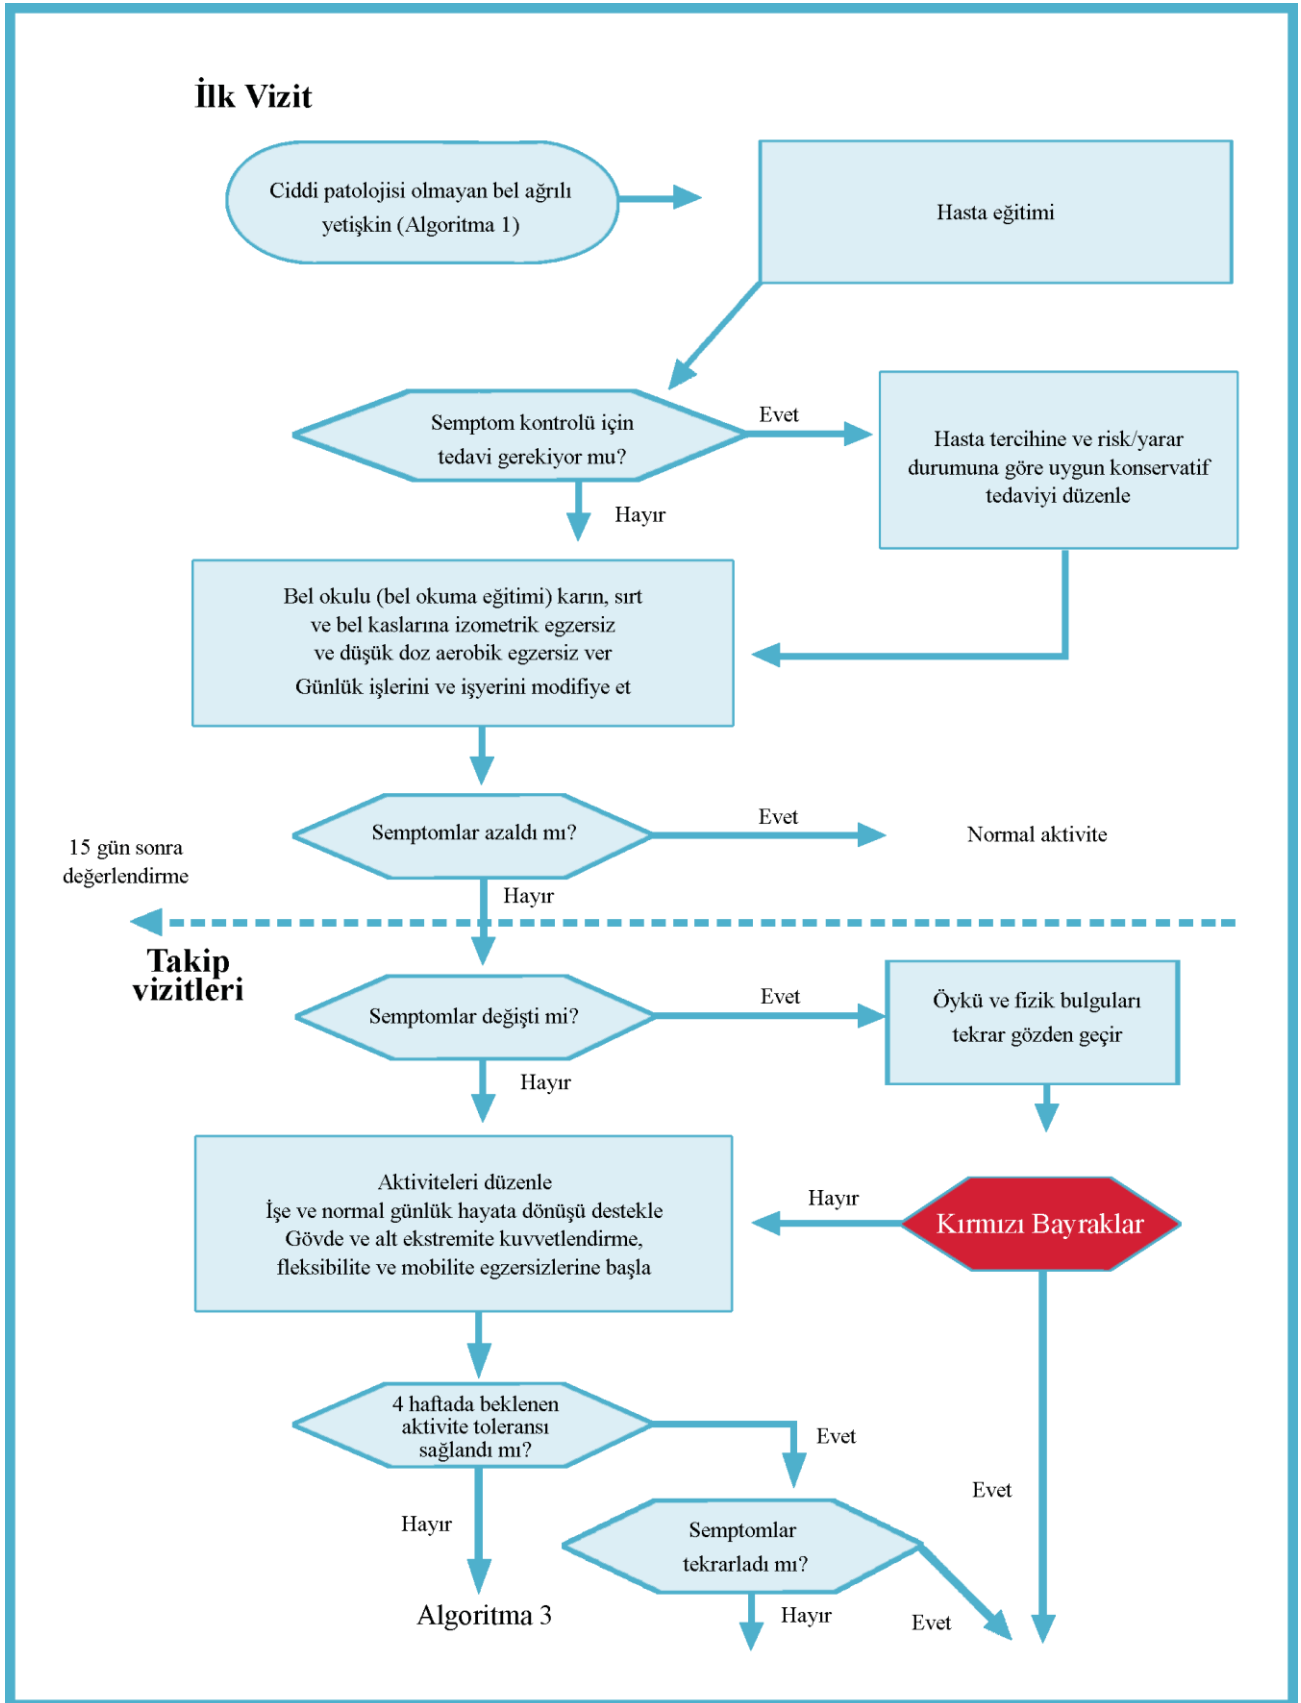 İlk Vizit
Ciddi patolojisi olmayan bel ağrılı
yetişkin (Algoritma 1)
Hasta eğitimi
Semptom kontrolü için
tedavi gerekiyor mu?
Evet
Hasta tercihine ve risk/yarar
durumuna göre uygun konservatif
tedaviyi düzenle
Hayır
Bel okulu (bel okuma eğitimi) karın, sırt
ve bel kaslarına izometrik egzersiz
ve düşük doz aerobik egzersiz ver
Günlük işlerini ve işyerini modifiye et
Semptomlar azaldı mı?
Evet
Normal aktivite
15 gün sonra
değerlendirme
Hayır
Takip
vizitleri
Semptomlar değişti mi?
Evet
Öykü ve fizik bulguları
tekrar gözden geçir
Hayır
Aktiviteleri düzenle
İşe ve normal günlük hayata dönüşü destekle
Gövde ve alt ekstremite kuvvetlendirme,
fleksibilite ve mobilite egzersizlerine başla
Hayır
Kırmızı Bayraklar
4 haftada beklenen
aktivite toleransı
sağlandı mı?
Evet
Evet
Hayır
Semptomlar
tekrarladı mı?
Algoritma 3
Hayır
Evet